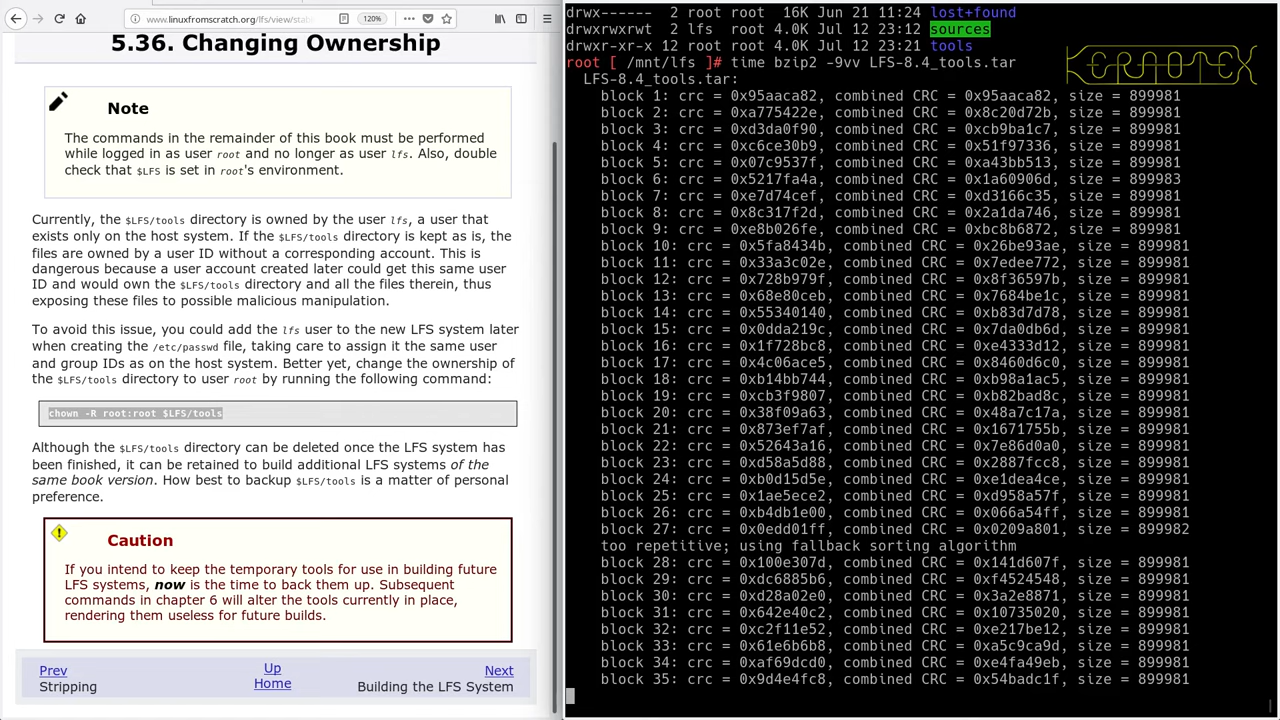 www.linuxfromscratch.org/lfs/view/stab
120%
5.36. Changing Ownership
Note
The commands in the remainder of this book must be performed
while logged in as user root and no longer as user lfs. Also, double
check that $LFS is set in root's environment.
Currently, the $LFS/tools directory is owned by the user lfs, a user that
exists only on the host system. If the $LFS/tools directory is kept as is, the
files are owned by a user ID without a corresponding account. This is
dangerous because a user account created later could get this same user
ID and would own the $LFS/tools directory and all the files therein, thus
exposing these files to possible malicious manipulation.
To avoid this issue, you could add the lfs user to the new LFS system later
when creating the /etc/passwd file, taking care to assign it the same user
and group IDs as on the host system. Better yet, change the ownership of
the $LFS/tools directory to user root by running the following command:
chown -R root:root $LFS/tools
Although the $LFS/tools directory can be deleted once the LFS system has
been finished, it can be retained to build additional LFS systems of the
same book version. How best to backup $LFS/tools is a matter of personal
preference.
Caution
If you intend to keep the temporary tools for use in building future
LFS systems, now is the time to back them up. Subsequent
commands in chapter 6 will alter the tools currently in place,
rendering them useless for future builds.
Prev
Stripping
Up
Home
Next
Building the LFS System
drwx------ 2 root root 16K Jun 21 11:24 lost+found
drwxrwxrwt 2 lfs root 4.0K Jul 12 23:12 sources
drwxr-xr-x 12 root root 4.0K Jul 12 23:21 tools
root [ /mnt/lfs ]# time bzip2 -9vv LFS-8.4_tools.tar
LFS-8.4_tools.tar:
block 1: crc = 0x95aaca82, combined CRC = 0x95aaca82, size = 899981
block 2: crc = 0xa775422e, combined CRC = 0x8c20d72b, size = 899981
block 3: crc = 0xd3da0f90, combined CRC = 0xcb9ba1c7, size = 899981
block 4: crc = 0xc6ce30b9, combined CRC = 0x51f97336, size = 899981
block 5: crc = 0x07c9537f, combined CRC = 0xa43bb513, size = 899981
block 6: crc = 0x5217fa4a, combined CRC = 0x1a60906d, size = 899983
block 7: crc = 0xe7d74cef, combined CRC = 0xd3166c35, size = 899981
block 8: crc = 0x8c317f2d, combined CRC = 0x2a1da746, size = 899981
block 9: crc = 0xe8b026fe, combined CRC = 0xbc8b6872, size = 899981
block 10: crc = 0x5fa8434b, combined CRC = 0x26be93ae, size = 899981
block 11: crc = 0x33a3c02e, combined CRC = 0x7edee772, size = 899981
block 12: crc = 0x728b979f, combined CRC = 0x8f36597b, size = 899981
block 13: crc = 0x68e80ceb, combined CRC = 0x7684be1c, size = 899981
block 14: crc = 0x55340140, combined CRC = 0xb83d7d78, size = 899981
block 15: crc = 0x0dda219c, combined CRC = 0x7da0db6d, size = 899981
block 16: crc = 0x1f728bc8, combined CRC = 0xe4333d12, size = 899981
block 17: crc = 0x4c06ace5, combined CRC = 0x8460d6c0, size = 899981
block 18: crc = 0xb14bb744, combined CRC = 0xb98a1ac5, size = 899981
block 19: crc = 0xcb3f9807, combined CRC = 0xb82bad8c, size = 899981
block 20: crc = 0x38f09a63, combined CRC = 0x48a7c17a, size = 899981
block 21: crc = 0x873ef7af, combined CRC = 0x1671755b, size = 899981
block 22: crc = 0x52643a16, combined CRC = 0x7e86d0a0, size = 899981
block 23: crc = 0xd58a5d88, combined CRC = 0x2887fcc8, size = 899981
block 24: crc = 0xb0d15d5e, combined CRC = 0xe1dea4ce, size = 899981
block 25: crc = 0x1ae5ece2, combined CRC = 0xd958a57f, size = 899981
block 26: crc = 0xb4db1e00, combined CRC = 0x066a54ff, size = 899981
block 27: crc = 0x0edd01ff, combined CRC = 0x0209a801, size = 899982
too repetitive; using fallback sorting algorithm
block 28: crc = 0x100e307d, combined CRC = 0x141d607f, size = 899981
block 29: crc = 0xdc6885b6, combined CRC = 0xf4524548, size = 899981
block 30: crc = 0xd28a02e0, combined CRC = 0x3a2e8871, size = 899981
block 31: crc = 0x642e40c2, combined CRC = 0x10735020, size = 899981
block 32: crc = 0xc2f11e52, combined CRC = 0xe217be12, size = 899981
block 33: crc = 0x61e6b6b8, combined CRC = 0xa5c9ca9d, size = 899981
block 34: crc = 0xaf69dcd0, combined CRC = 0xe4fa49eb, size = 899981
block 35: crc = 0x9d4e4fc8, combined CRC = 0x54badc1f, size = 899981